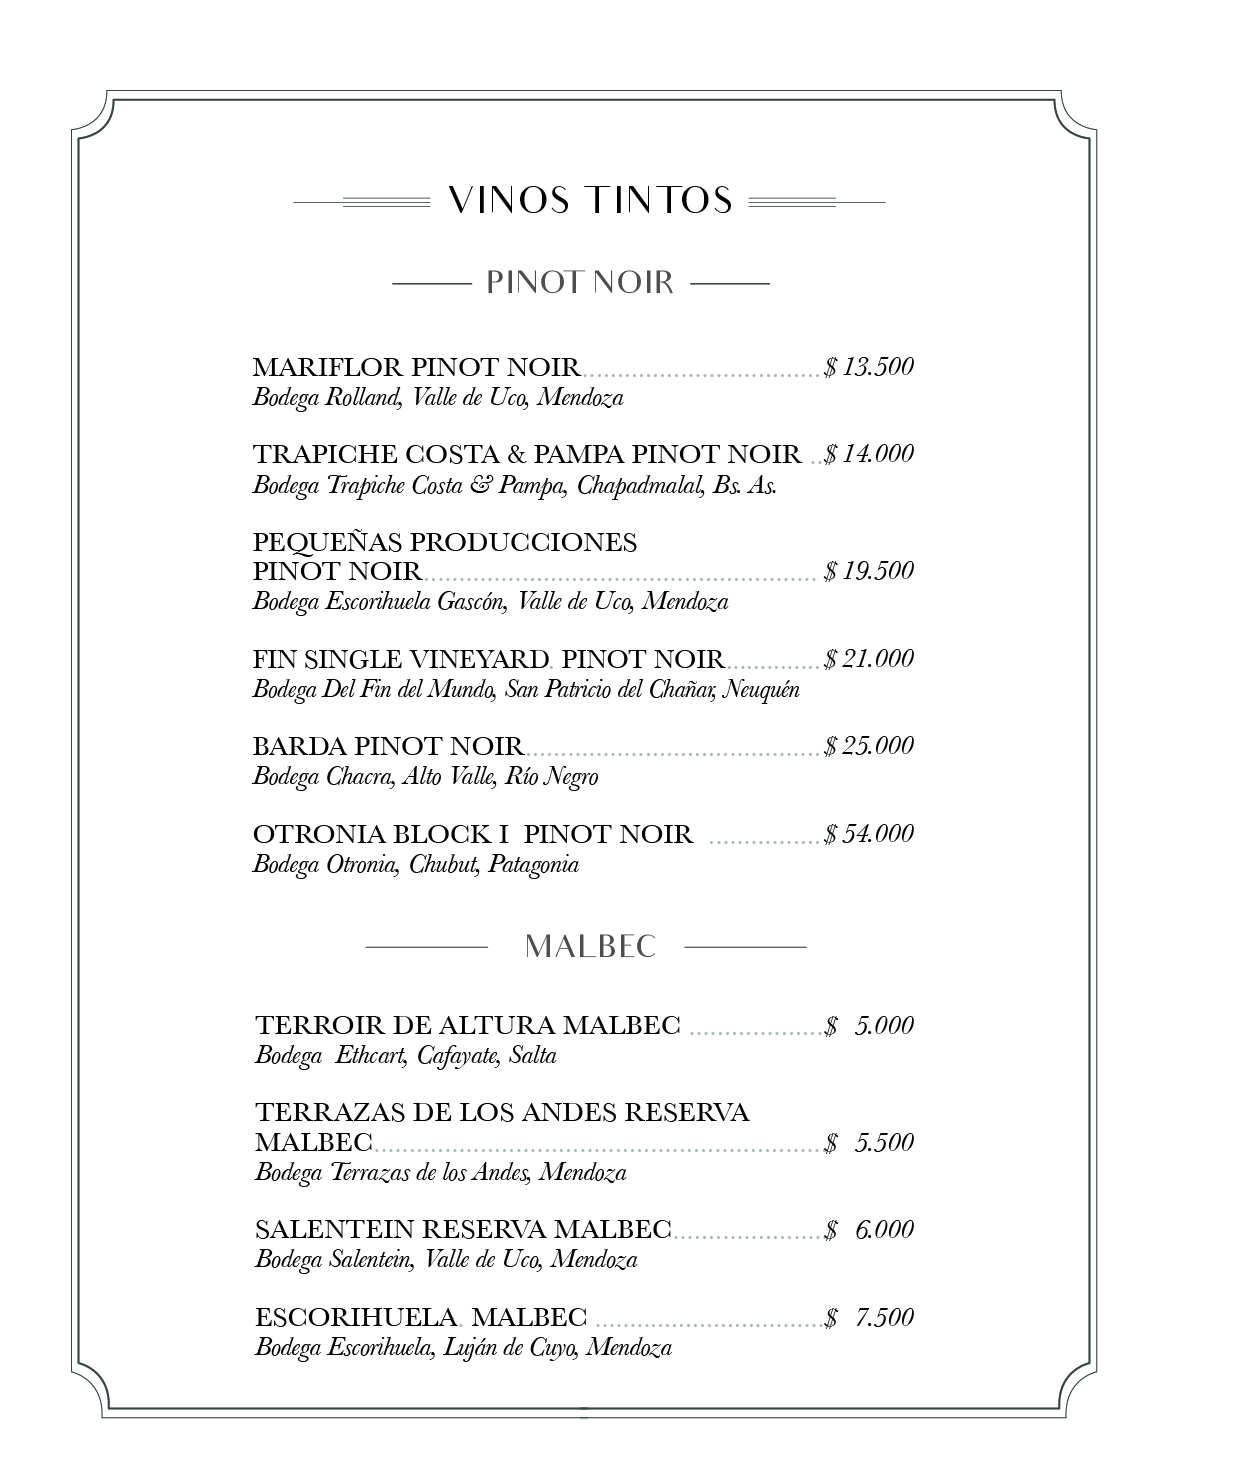 VINOS TINTOS
PINOT NOIR
MARIFLOR PINOT NOIR..................................$ 13.500
Bodega Rolland, Valle de Uco, Mendoza
TRAPICHE COSTA & PAMPA PINOT NOIR ..$ 14.000
Bodega Trapiche Costa & Pampa, Chapadmalal, Bs. As.
PEQUEÑAS PRODUCCIONES
PINOT NOIR........................................................ $ 19.500
Bodega Escorihuela Gascón, Valle de Uco, Mendoza
FIN SINGLE VINEYARD. PINOT NOIR..............$ 21.000
Bodega Del Fin del Mundo, San Patricio del Chañar, Neuquén
BARDA PINOT NOIR..........................................$ 25.000
Bodega Chacra, Alto Valle, Río Negro
OTRONIA BLOCK I PINOT NOIR ................$ 54.000
Bodega Otronia, Chubut, Patagonia
MALBEC
TERROIR DE ALTURA MALBEC ...................$ 5.000
Bodega Ethcart, Cafayate, Salta
TERRAZAS DE LOS ANDES RESERVA
MALBEC................................................................$ 5.500
Bodega Terrazas de los Andes, Mendoza
SALENTEIN RESERVA MALBEC......................$ 6.000
Bodega Salentein, Valle de Uco, Mendoza
ESCORIHUELA. MALBEC .................................$ 7.500
Bodega Escorihuela, Luján de Cuyo, Mendoza